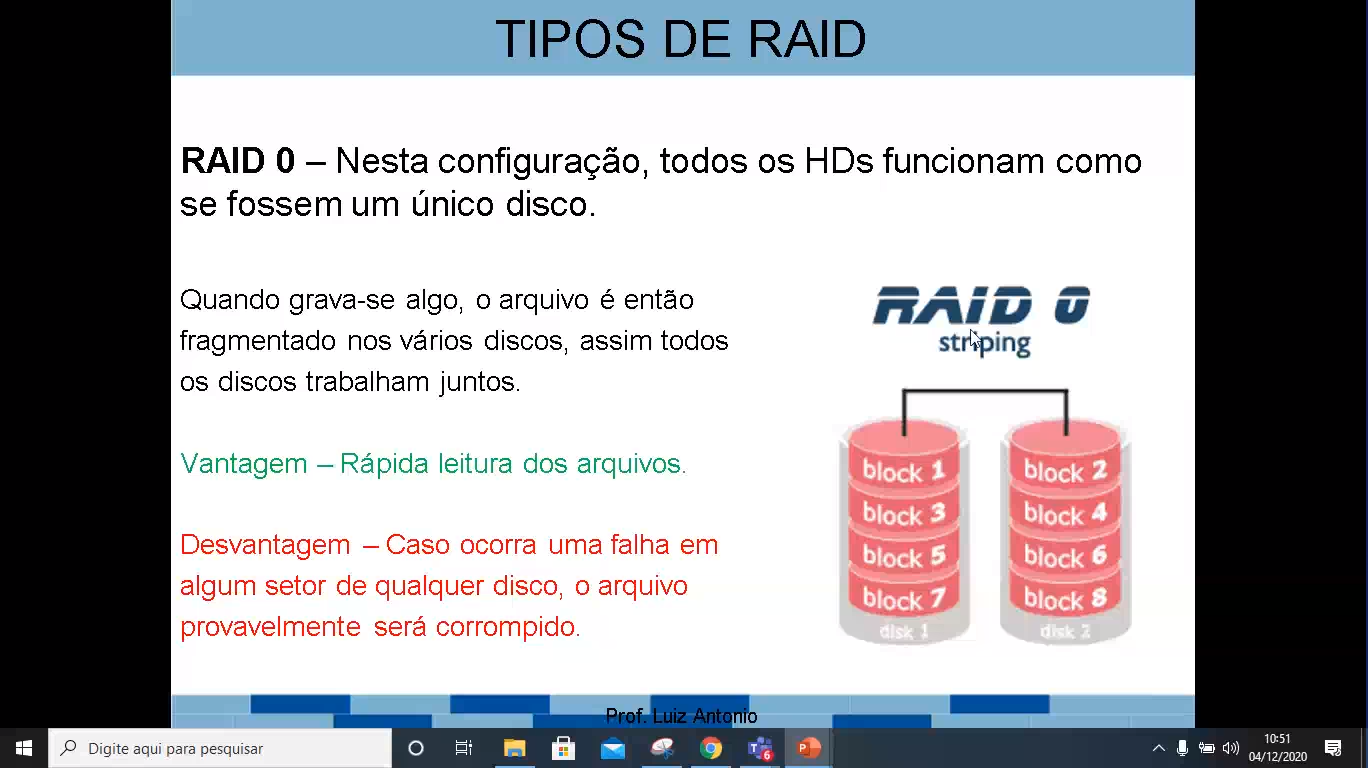 TIPOS DE RAID
RAID 0 – Nesta configuração, todos os HDs funcionam como
se fossem um único disco.
Quando grava-se algo, o arquivo é então
fragmentado nos vários discos, assim todos
os discos trabalham juntos.
Vantagem – Rápida leitura dos arquivos.
Desvantagem – Caso ocorra uma falha em
algum setor de qualquer disco, o arquivo
provavelmente será corrompido.
RAID 0
striping
block 1 block 2
block 3 block 4
block 5 block 6
block 7 block 8
disk 1 disk 2
Prof. Luiz Antonio
Digite aqui para pesquisar
6
10:51
04/12/2020